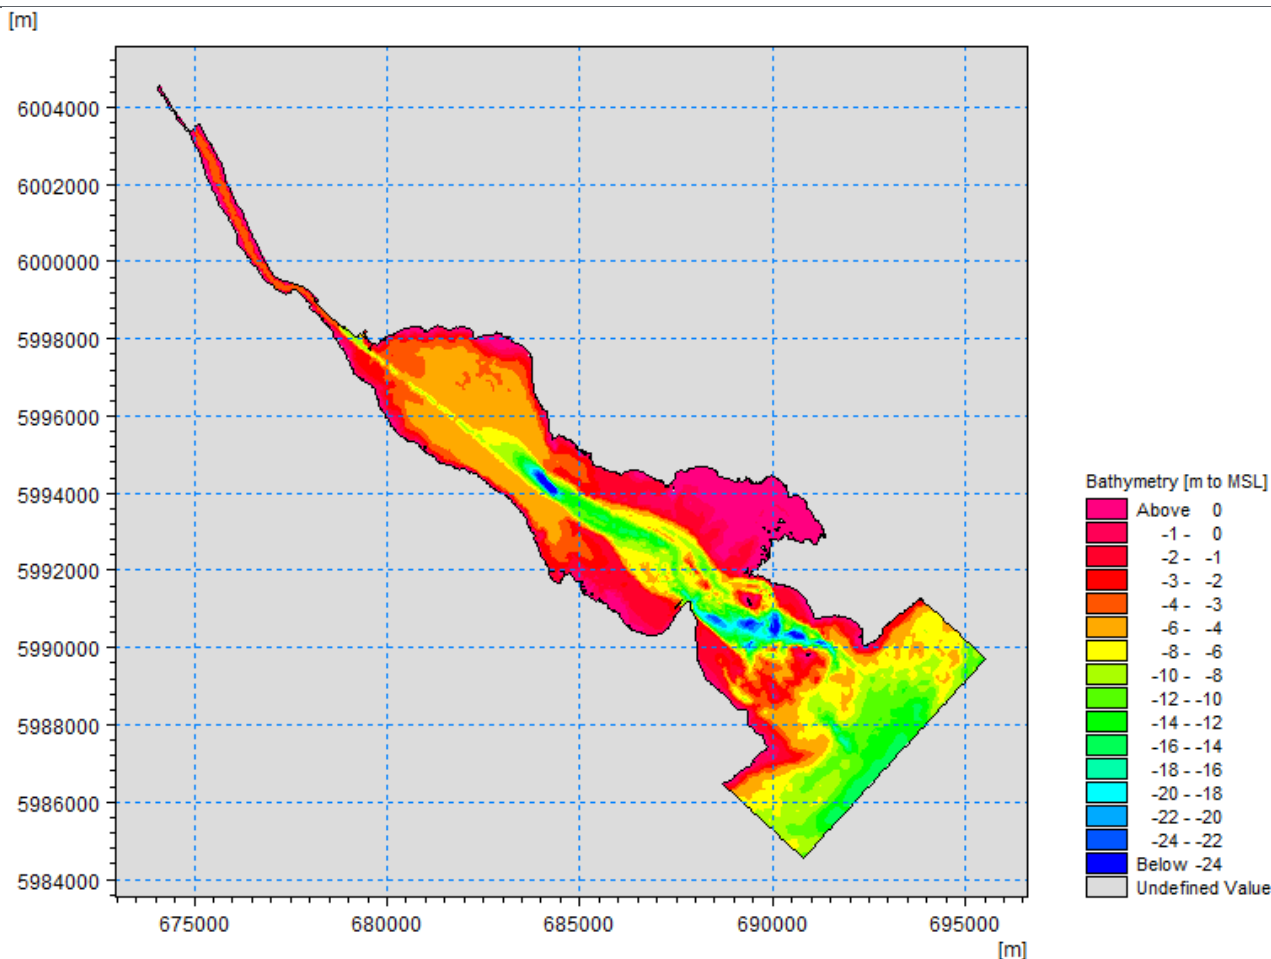 [m]
6004000
6002000
6000000
5998000
5996000
5994000
5992000
5990000
5988000
5986000
5984000
675000 680000 685000 690000 695000
[m]
Bathymetry [m to MSL]
Above 0
-1 - 0
-2 - -1
-3 - -2
-4 - -3
-6 - -4
-8 - -6
-10 - -8
-12 - -10
-14 - -12
-16 - -14
-18 - -16
-20 - -18
-22 - -20
-24 - -22
Below -24
Undefined Value